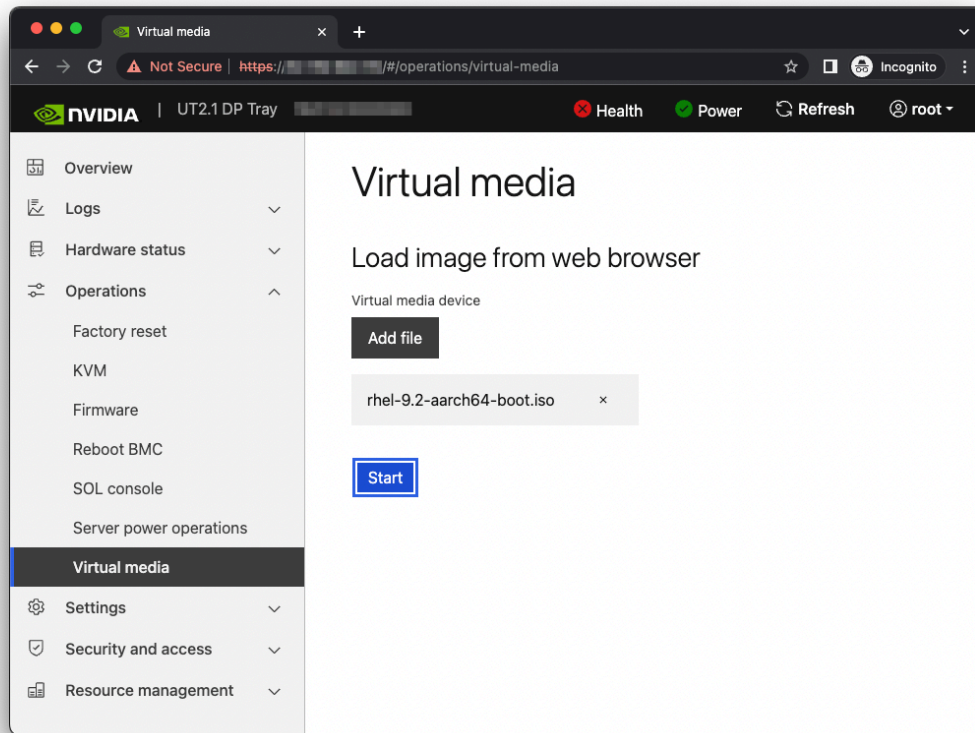 Virtual media
Not Secure | https:// /#/operations/virtual-media Incognito
NVIDIA | UT2.1 DP Tray Health Power Refresh root
Overview
Logs
Hardware status
Operations
Factory reset
KVM
Firmware
Reboot BMC
SOL console
Server power operations
Virtual media
Settings
Security and access
Resource management
Virtual media
Load image from web browser
Virtual media device
Add file
rhel-9.2-aarch64-boot.iso ×
Start